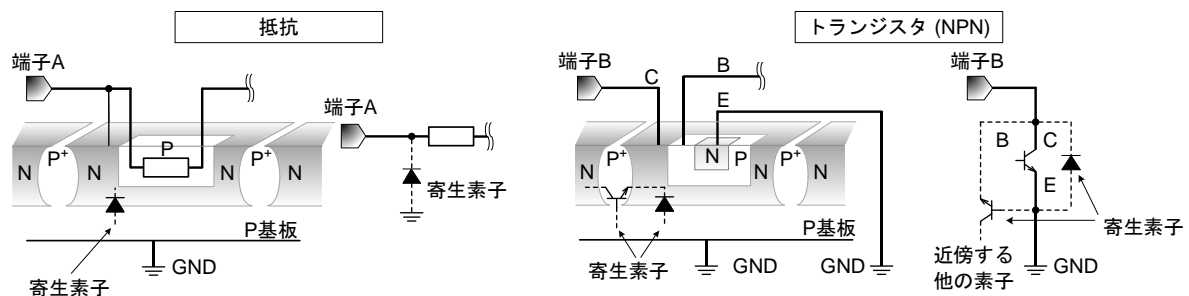 抵抗
端子A
P
N
P+
N
N
P+
N
P基板
GND
寄生素子
端子A
寄生素子
トランジスタ (NPN)
端子B
C
B
E
N
P+
N
N
P
N
P+
N
P基板
寄生素子
GND
GND
端子B
B
C
E
寄生素子
近傍する
他の素子
GND